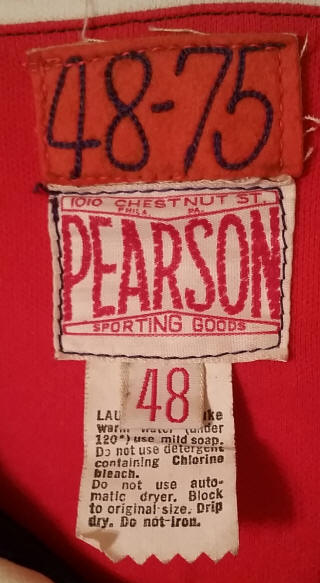 48-75
1010 CHESTNUT ST.
PHILA. PA.
PEARSON
SPORTING GOODS
48
LAU ke
warm water (under
120°) use mild soap.
Do not use detergent
containing Chlorine
bleach.
Do not use auto-
matic dryer. Block
to original size. Drip
dry. Do not iron.